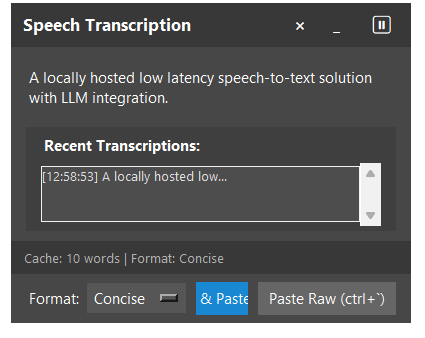 Speech Transcription
A locally hosted low latency speech-to-text solution
with LLM integration.
Recent Transcriptions:
[12:58:53] A locally hosted low...
Cache: 10 words | Format: Concise
Format: Concise & Paste Paste Raw (ctrl+`)